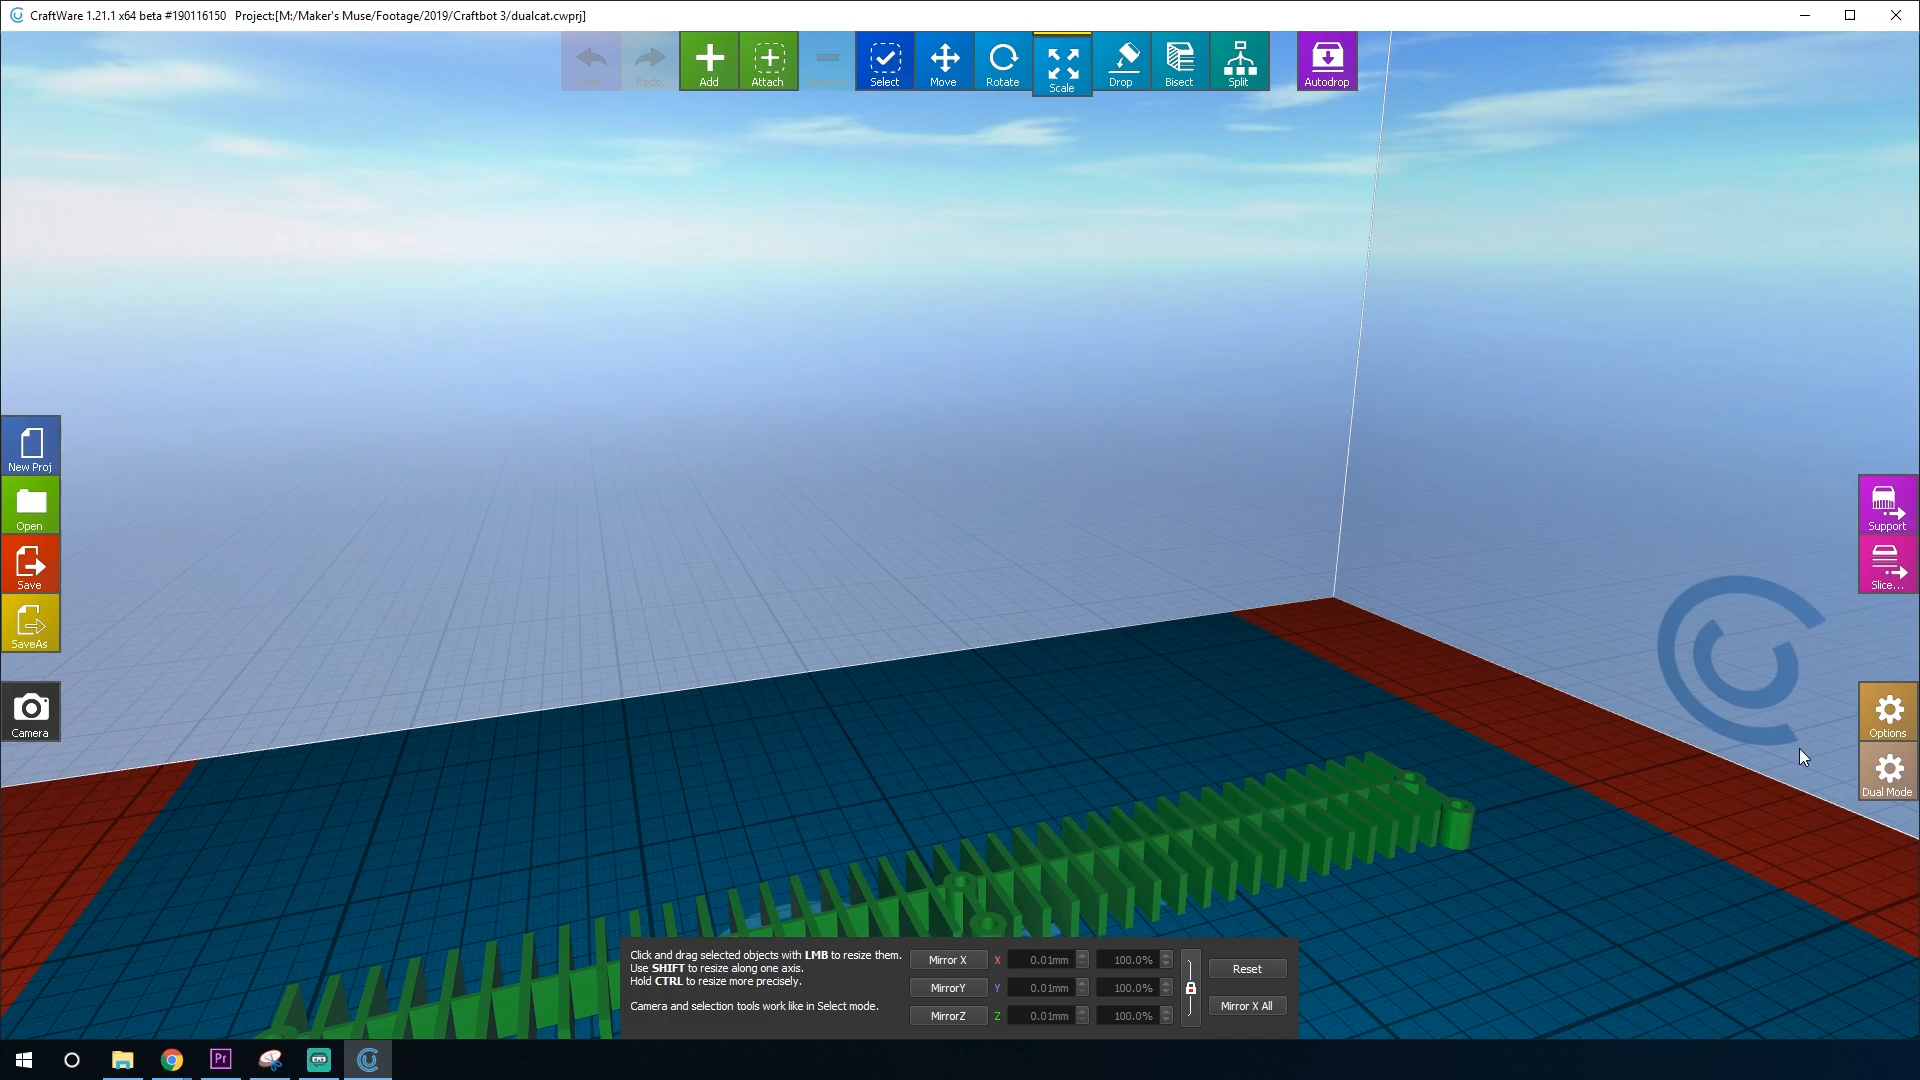 CraftWare 1.21.1 x64 beta #190116150 Project:[M:/Maker's Muse/Footage/2019/Craftbot 3/dualcat.cwprj]
Redo
Add
Attach
Select
Move
Rotate
Scale
Drop
Bisect
Split
Autodrop
New Proj
Open
Save
SaveAs
Camera
Support
Slice...
Options
Dual Mode
Click and drag selected objects with LMB to resize them.
Use SHIFT to resize along one axis.
Hold CTRL to resize more precisely.
Camera and selection tools work like in Select mode.
Mirror X X 0.01mm 100.0%
MirrorY Y 0.01mm 100.0%
MirrorZ Z 0.01mm 100.0%
Reset
Mirror X All
Pr